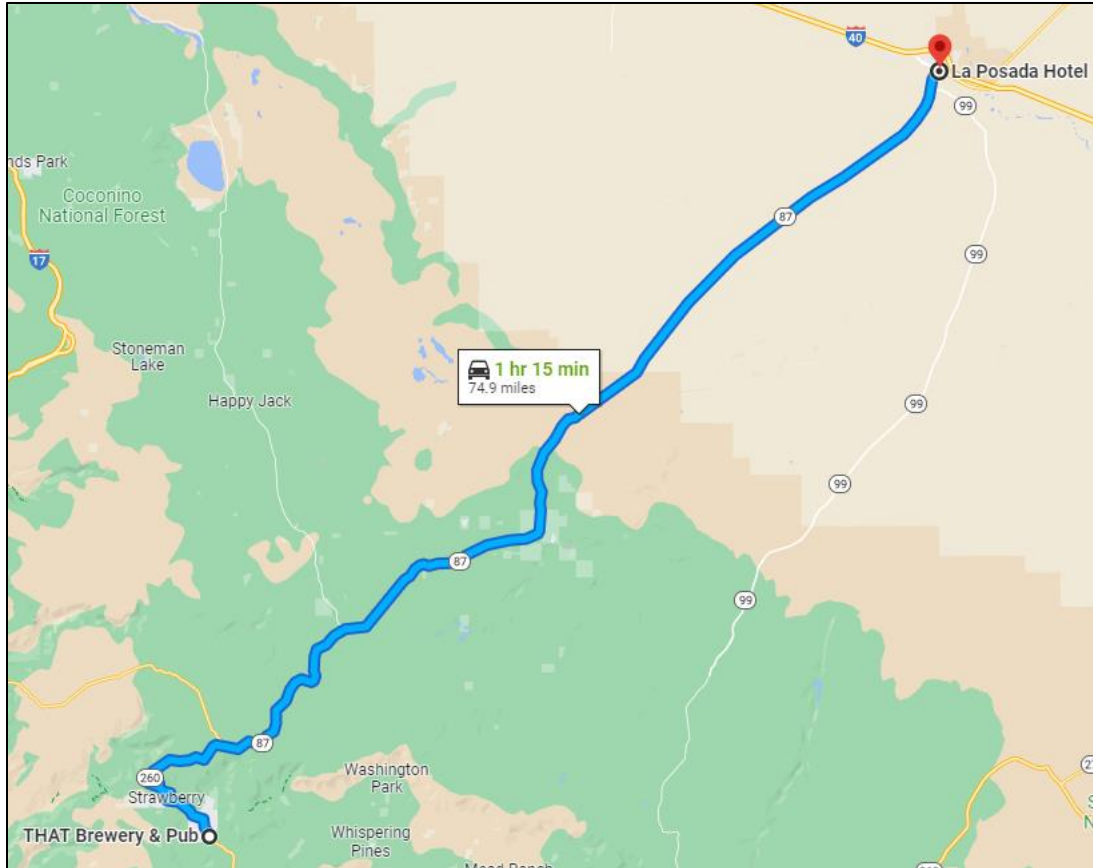 40
La Posada Hotel
99
nds Park
Coconino
National Forest
87
99
17
Stoneman
Lake
1 hr 15 min
74.9 miles
Happy Jack
99
99
87
99
87
260
Strawberry
Washington
Park
THAT Brewery & Pub
Whispering
Pines
27
S
N